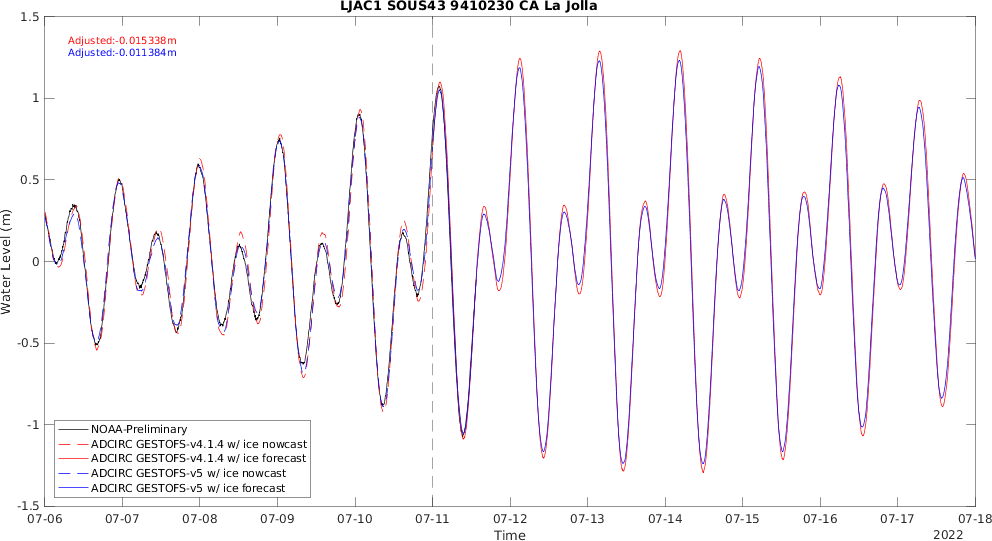 LJAC1 SOUS43 9410230 CA La Jolla
Adjusted:-0.015338m
Adjusted:-0.011384m
1.5
1
0.5
0
-0.5
-1
-1.5
Water Level (m)
NOAA-Preliminary
ADCIRC GESTOFS-v4.1.4 w/ ice nowcast
ADCIRC GESTOFS-v4.1.4 w/ ice forecast
ADCIRC GESTOFS-v5 w/ ice nowcast
ADCIRC GESTOFS-v5 w/ ice forecast
07-06 07-07 07-08 07-09 07-10 07-11 07-12 07-13 07-14 07-15 07-16 07-17 07-18
Time
2022